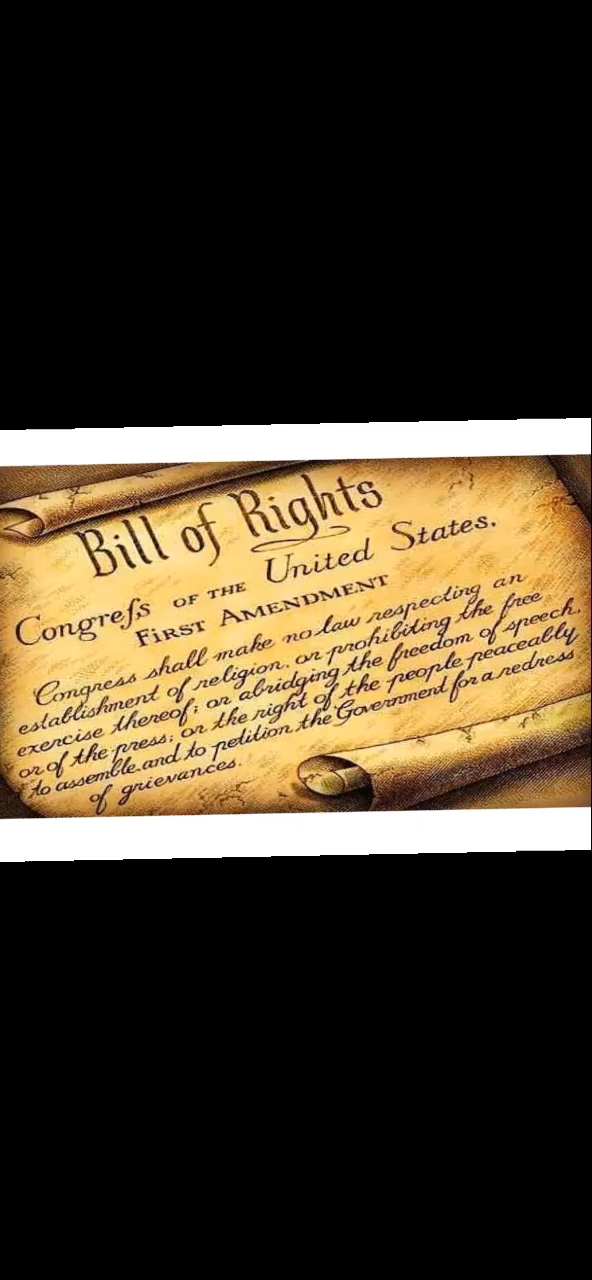 Bill of Rights
Congreſs OF THE United States.
FIRST AMENDMENT
Congress shall make no law respecting an
establishment of religion, or prohibiting the free
exercise thereof; or abridging the freedom of speech,
or of the press; or the right of the people peaceably
to assemble and to petition the Government for a redress
of grievances.